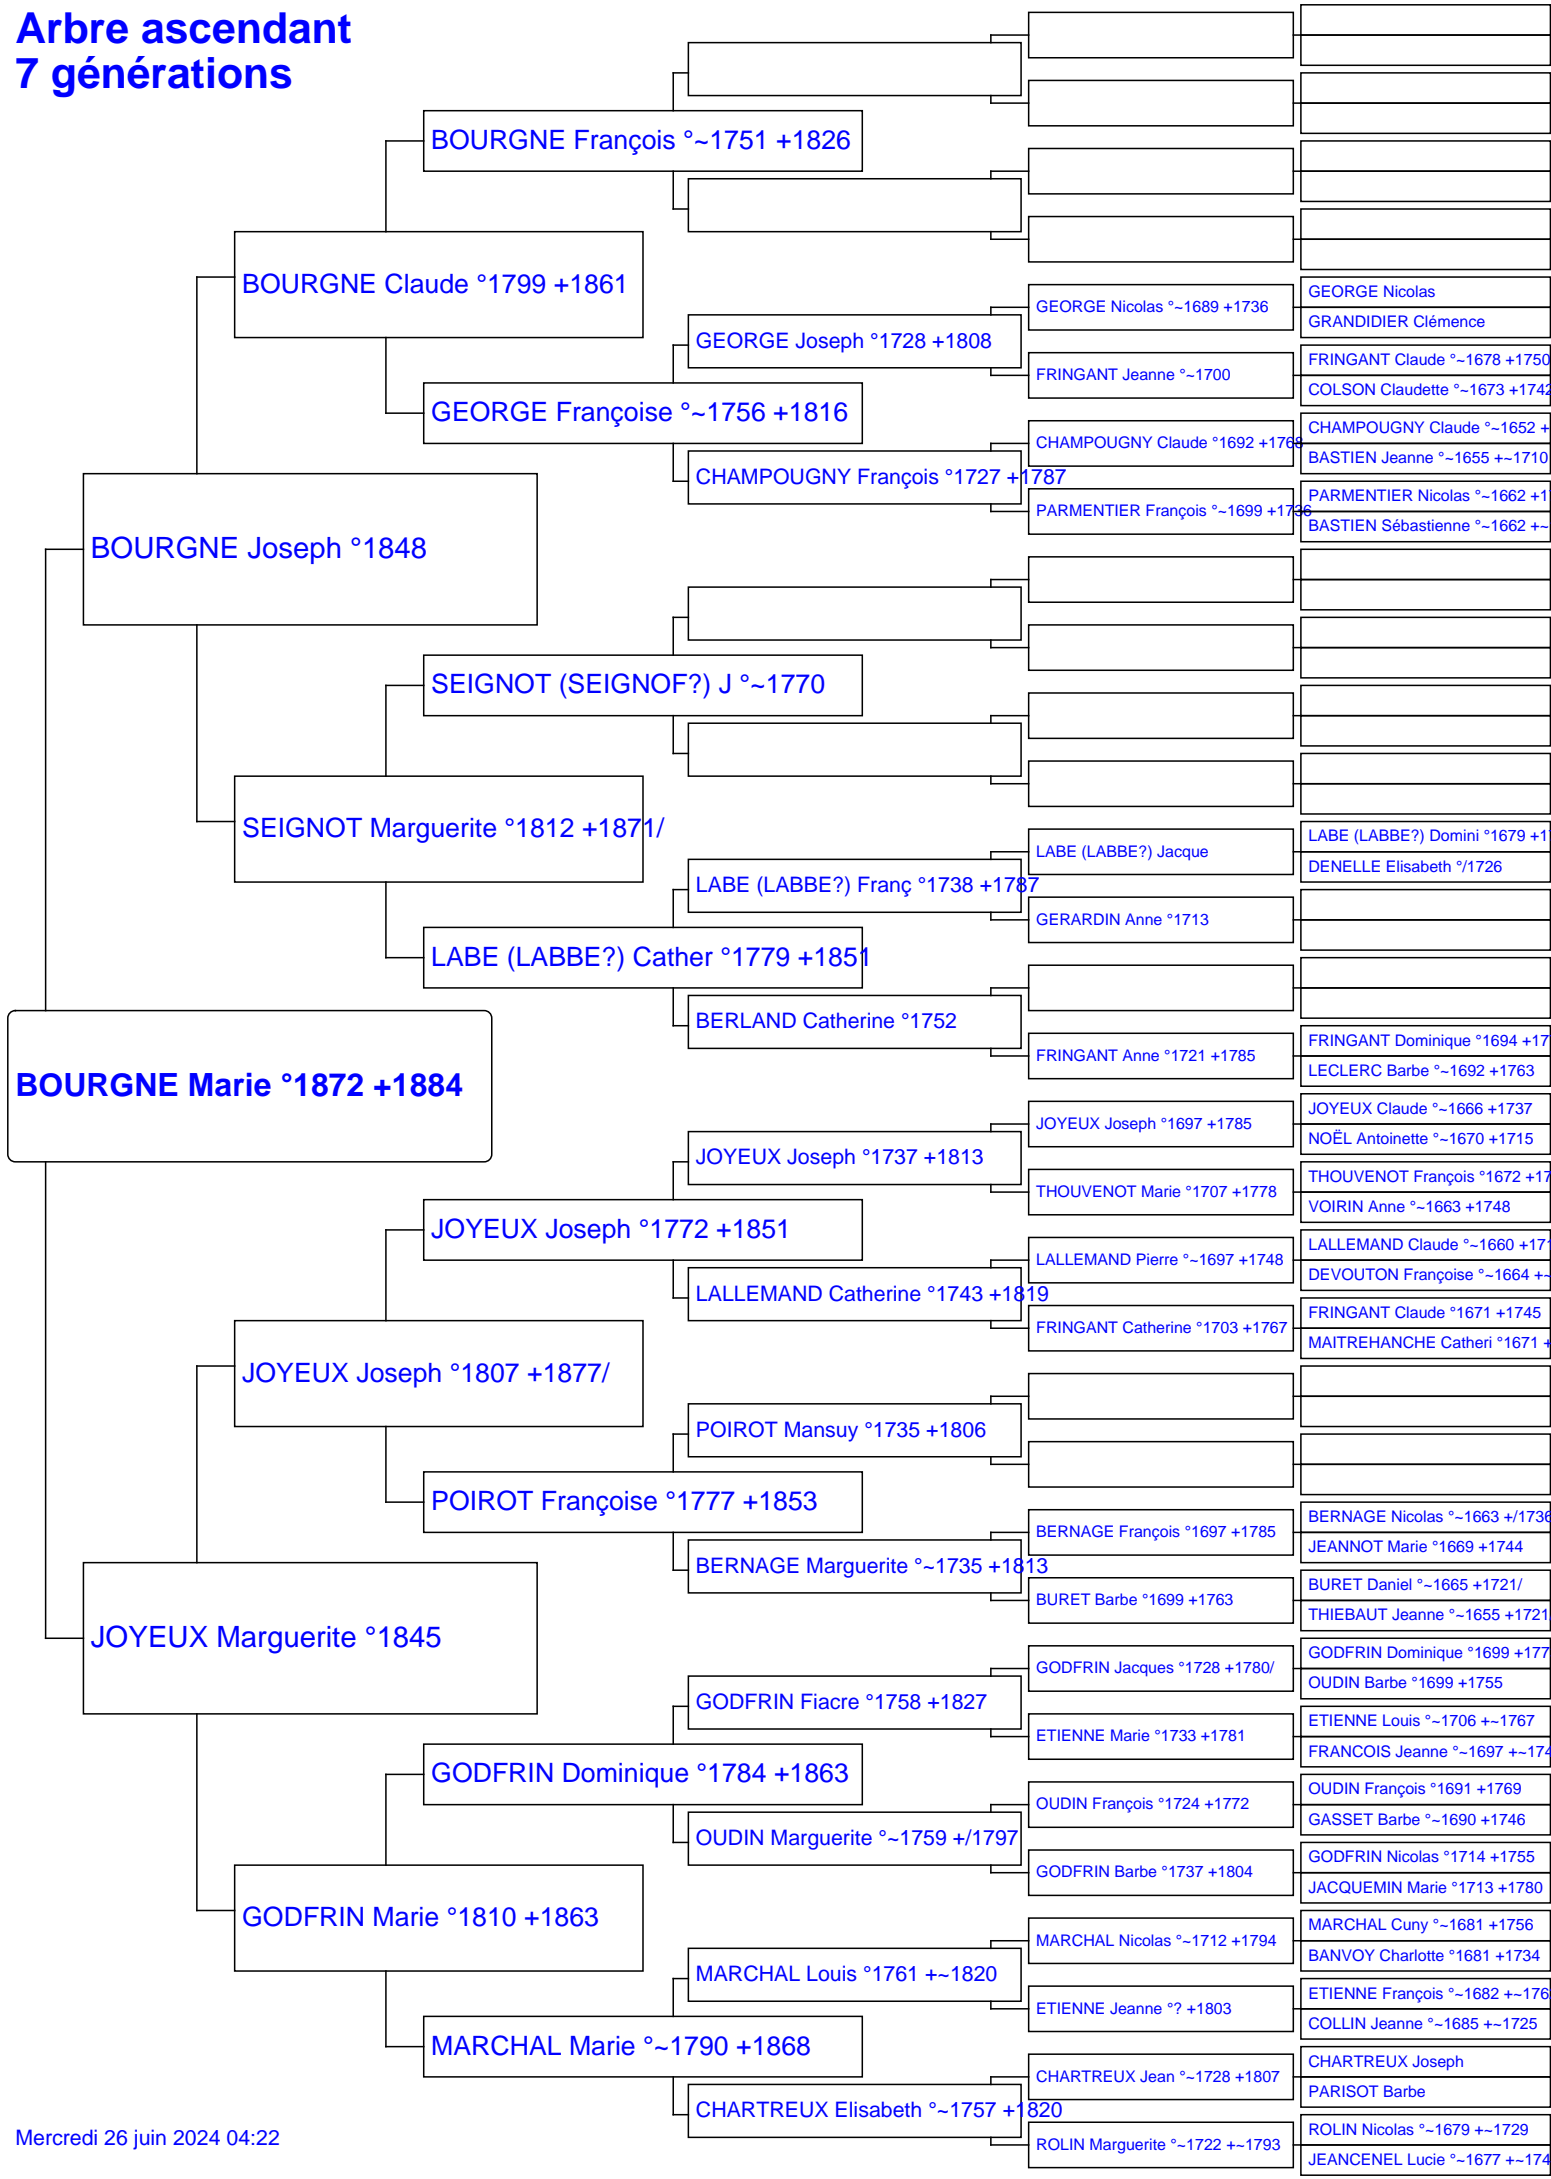 Arbre ascendant
7 générations
BOURGNE François °~1751 +1826
BOURGNE Claude °1799 +1861
GEORGE Nicolas
GEORGE Nicolas °~1689 +1736
GRANDIDIER Clémence
GEORGE Joseph °1728 +1808
FRINGANT Claude °~1678 +1750
FRINGANT Jeanne °~1700
COLSON Claudette °~1673 +1742
GEORGE Françoise °~1756 +1816
CHAMPOUGNY Claude °~1652 +
CHAMPOUGNY Claude °1692 +1768
BASTIEN Jeanne °~1655 +~1710
CHAMPOUGNY François °1727 +1787
PARMENTIER Nicolas °~1662 +1
PARMENTIER François °~1699 +1736
BASTIEN Sébastienne °~1662 +~
BOURGNE Joseph °1848
SEIGNOT (SEIGNOF?) J °~1770
SEIGNOT Marguerite °1812 +1871/
LABE (LABBE?) Domini °1679 +1
LABE (LABBE?) Jacque
DENELLE Elisabeth °/1726
LABE (LABBE?) Franç °1738 +1787
GERARDIN Anne °1713
LABE (LABBE?) Cather °1779 +1851
BERLAND Catherine °1752
FRINGANT Dominique °1694 +17
FRINGANT Anne °1721 +1785
LECLERC Barbe °~1692 +1763
BOURGNE Marie °1872 +1884
JOYEUX Claude °~1666 +1737
JOYEUX Joseph °1697 +1785
NOËL Antoinette °~1670 +1715
JOYEUX Joseph °1737 +1813
THOUVENOT François °1672 +17
THOUVENOT Marie °1707 +1778
VOIRIN Anne °~1663 +1748
JOYEUX Joseph °1772 +1851
LALLEMAND Claude °~1660 +171
LALLEMAND Pierre °~1697 +1748
DEVOUTON Françoise °~1664 +~
LALLEMAND Catherine °1743 +1819
FRINGANT Claude °1671 +1745
FRINGANT Catherine °1703 +1767
MAITREHANCHE Catheri °1671 +
JOYEUX Joseph °1807 +1877/
POIROT Mansuy °1735 +1806
POIROT Françoise °1777 +1853
BERNAGE Nicolas °~1663 +/1736
BERNAGE François °1697 +1785
JEANNOT Marie °1669 +1744
BERNAGE Marguerite °~1735 +1813
BURET Daniel °~1665 +1721/
BURET Barbe °1699 +1763
THIEBAUT Jeanne °~1655 +1721
JOYEUX Marguerite °1845
GODFRIN Dominique °1699 +177
GODFRIN Jacques °1728 +1780/
OUDIN Barbe °1699 +1755
GODFRIN Fiacre °1758 +1827
ETIENNE Louis °~1706 +~1767
ETIENNE Marie °1733 +1781
FRANCOIS Jeanne °~1697 +~174
GODFRIN Dominique °1784 +1863
OUDIN François °1691 +1769
OUDIN François °1724 +1772
GASSET Barbe °~1690 +1746
OUDIN Marguerite °~1759 +/1797
GODFRIN Nicolas °1714 +1755
GODFRIN Barbe °1737 +1804
JACQUEMIN Marie °1713 +1780
GODFRIN Marie °1810 +1863
MARCHAL Cuny °~1681 +1756
MARCHAL Nicolas °~1712 +1794
BANVOY Charlotte °1681 +1734
MARCHAL Louis °1761 +~1820
ETIENNE François °~1682 +~176
ETIENNE Jeanne °? +1803
COLLIN Jeanne °~1685 +~1725
MARCHAL Marie °~1790 +1868
CHARTREUX Joseph
CHARTREUX Jean °~1728 +1807
PARISOT Barbe
CHARTREUX Elisabeth °~1757 +1820
ROLIN Nicolas °~1679 +~1729
ROLIN Marguerite °~1722 +~1793
JEANCENEL Lucie °~1677 +~174
Mercredi 26 juin 2024 04:22